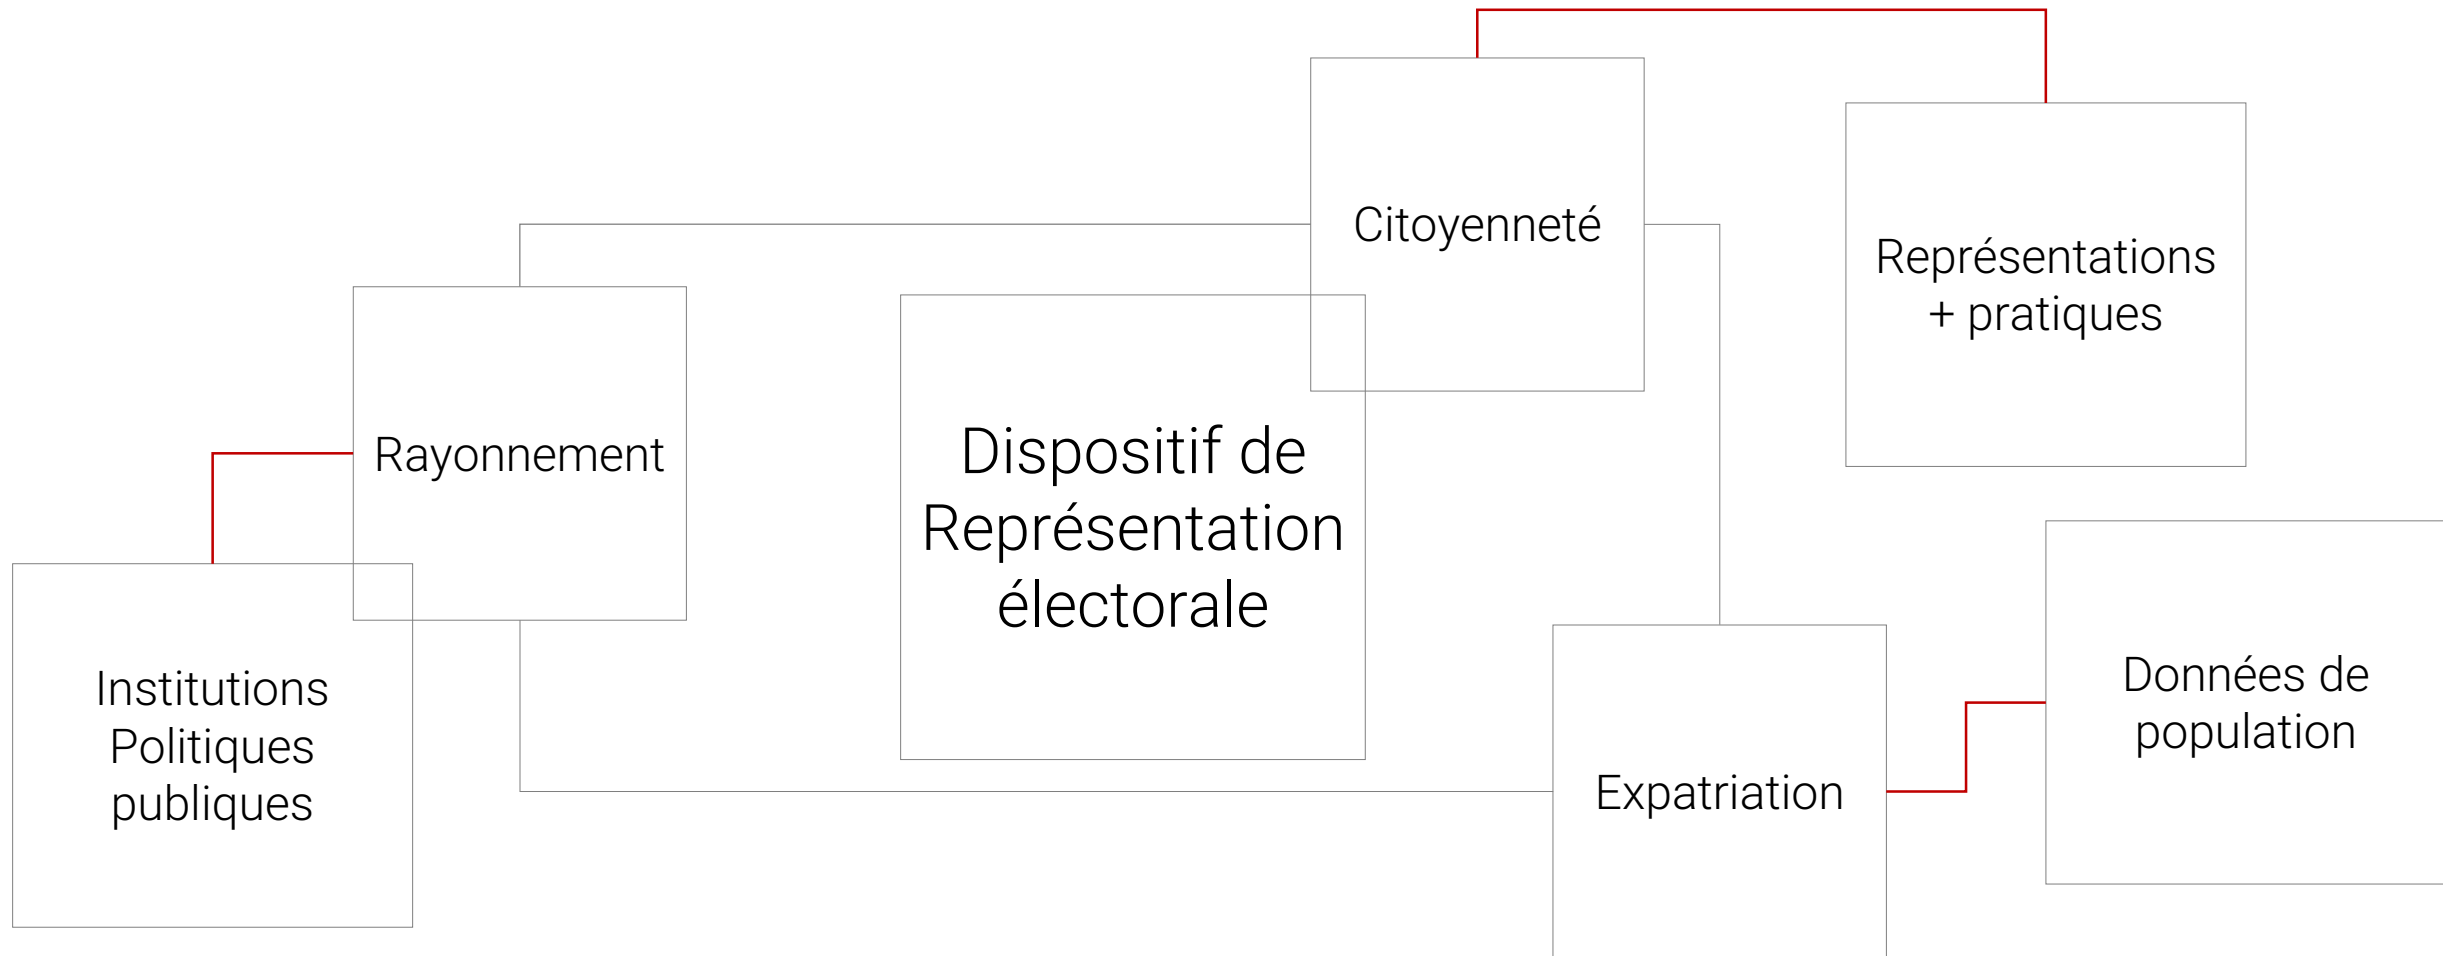 Citoyenneté
Représentations
+ pratiques
Rayonnement
Dispositif de
Représentation
électorale
Institutions
Politiques
publiques
Expatriation
Données de
population